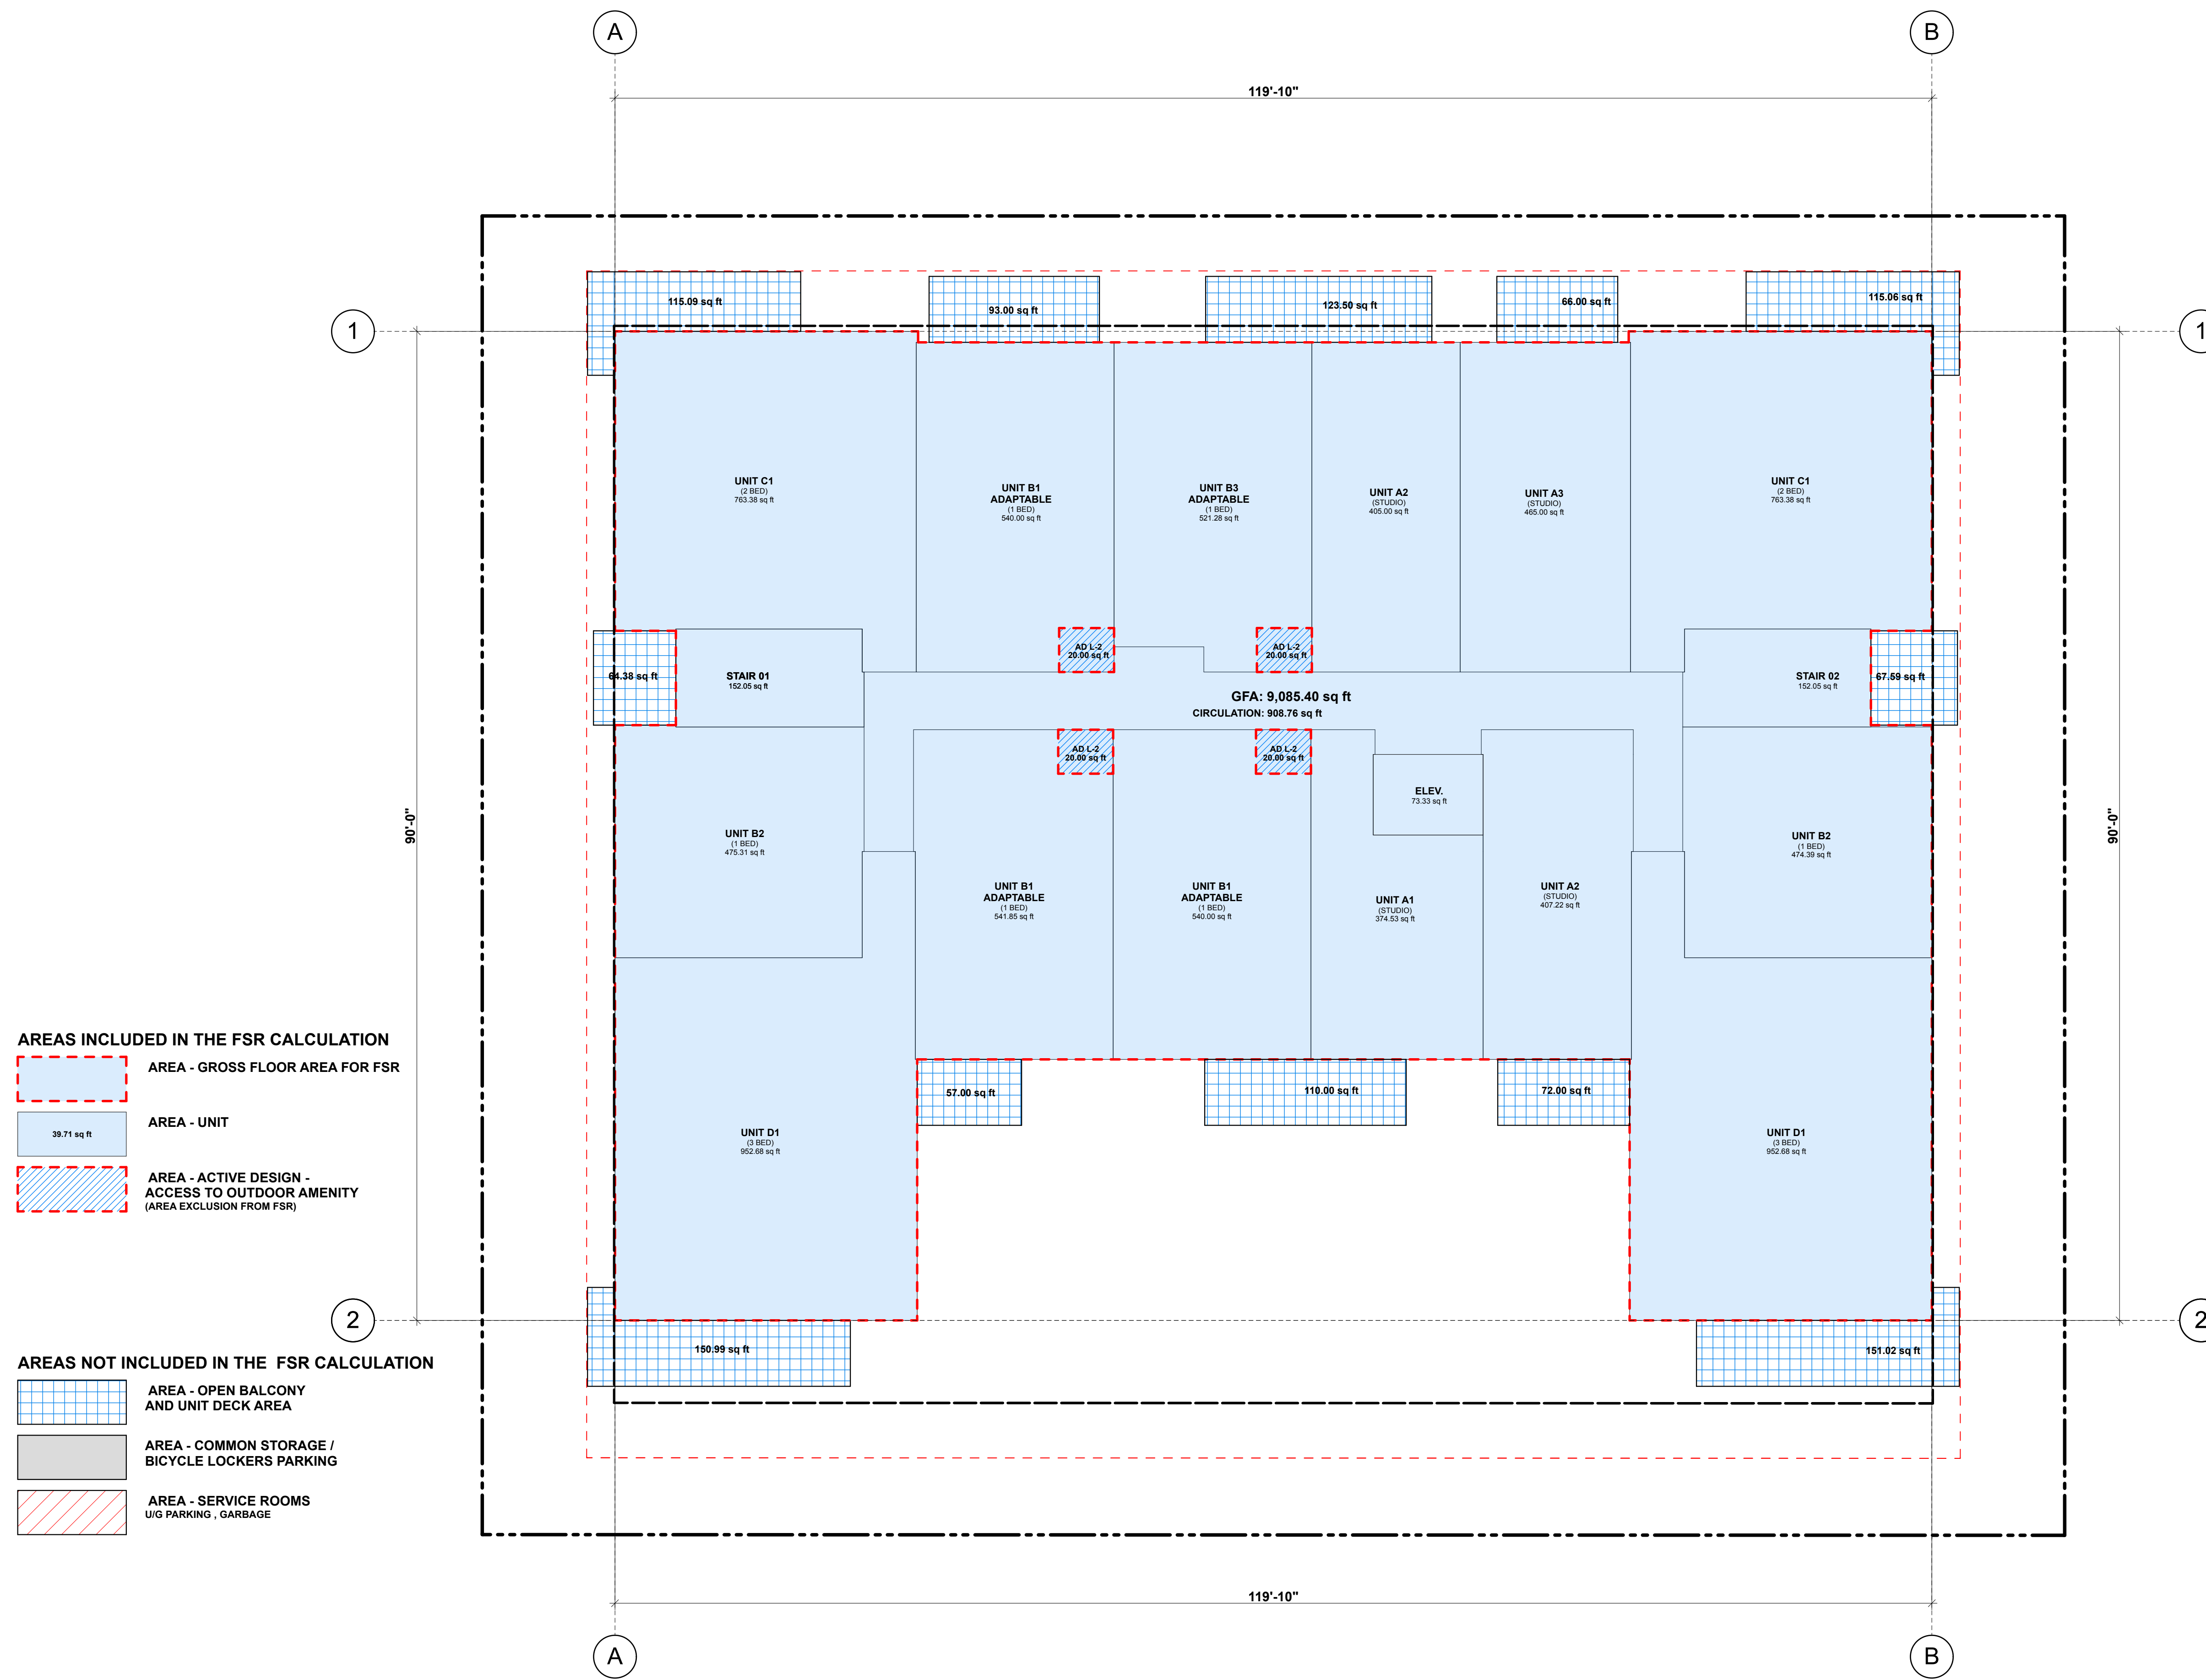 A
B
119'-10"
115.09 sq ft
93.00 sq ft
123.50 sq ft
66.00 sq ft
115.06 sq ft
1
1
UNIT C1
(2 BED)
763.38 sq ft
UNIT B1
ADAPTABLE
(1 BED)
540.00 sq ft
UNIT B3
ADAPTABLE
(1 BED)
521.28 sq ft
UNIT A2
(STUDIO)
405.00 sq ft
UNIT A3
(STUDIO)
465.00 sq ft
UNIT C1
(2 BED)
763.38 sq ft
AD L-2
20.00 sq ft
AD L-2
20.00 sq ft
64.38 sq ft
STAIR 01
152.05 sq ft
GFA: 9,085.40 sq ft
CIRCULATION: 908.76 sq ft
STAIR 02
152.05 sq ft
67.59 sq ft
AD L-2
20.00 sq ft
AD L-2
20.00 sq ft
90'-0"
90'-0"
UNIT B2
(1 BED)
475.31 sq ft
ELEV.
73.33 sq ft
UNIT B2
(1 BED)
474.39 sq ft
UNIT B1
ADAPTABLE
(1 BED)
541.85 sq ft
UNIT B1
ADAPTABLE
(1 BED)
540.00 sq ft
UNIT A1
(STUDIO)
374.53 sq ft
UNIT A2
(STUDIO)
407.22 sq ft
57.00 sq ft
110.00 sq ft
72.00 sq ft
UNIT D1
(3 BED)
952.68 sq ft
UNIT D1
(3 BED)
952.68 sq ft
AREAS INCLUDED IN THE FSR CALCULATION
AREA - GROSS FLOOR AREA FOR FSR
39.71 sq ft
AREA - UNIT
AREA - ACTIVE DESIGN -
ACCESS TO OUTDOOR AMENITY
(AREA EXCLUSION FROM FSR)
2
2
150.99 sq ft
151.02 sq ft
AREAS NOT INCLUDED IN THE FSR CALCULATION
AREA - OPEN BALCONY
AND UNIT DECK AREA
AREA - COMMON STORAGE /
BICYCLE LOCKERS PARKING
AREA - SERVICE ROOMS
U/G PARKING , GARBAGE
119'-10"
A
B